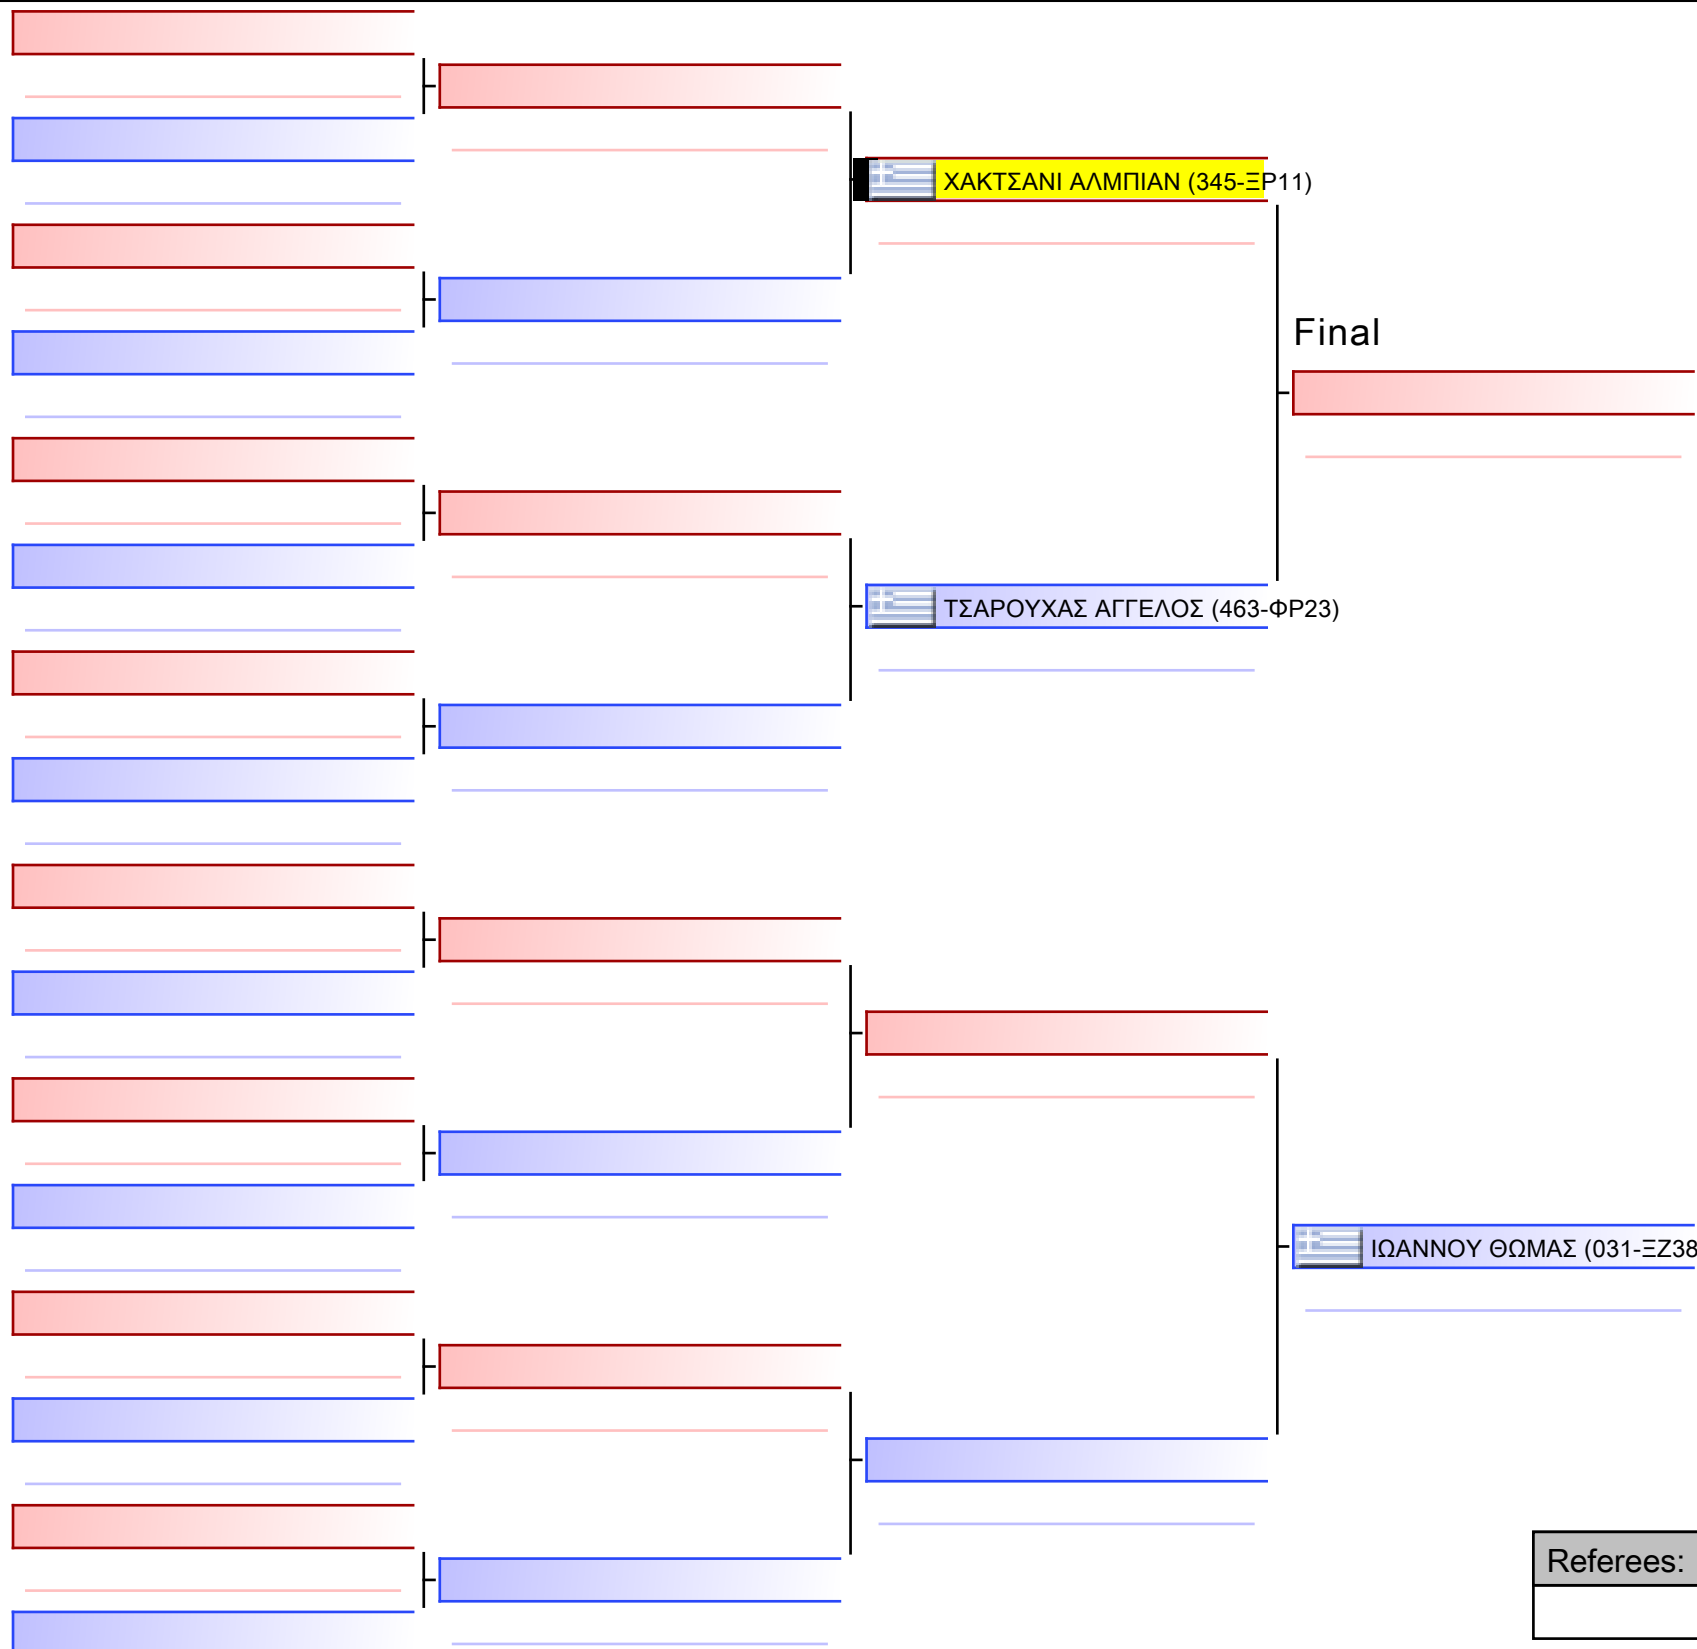 ΧΑΚΤΣΑΝΙ ΑΛΜΠΙΑΝ (345-ΞΡ11)
Final
ΤΣΑΡΟΥΧΑΣ ΑΓΓΕΛΟΣ (463-ΦΡ23)
ΙΩΑΝΝΟΥ ΘΩΜΑΣ (031-ΞΖ38
Referees: